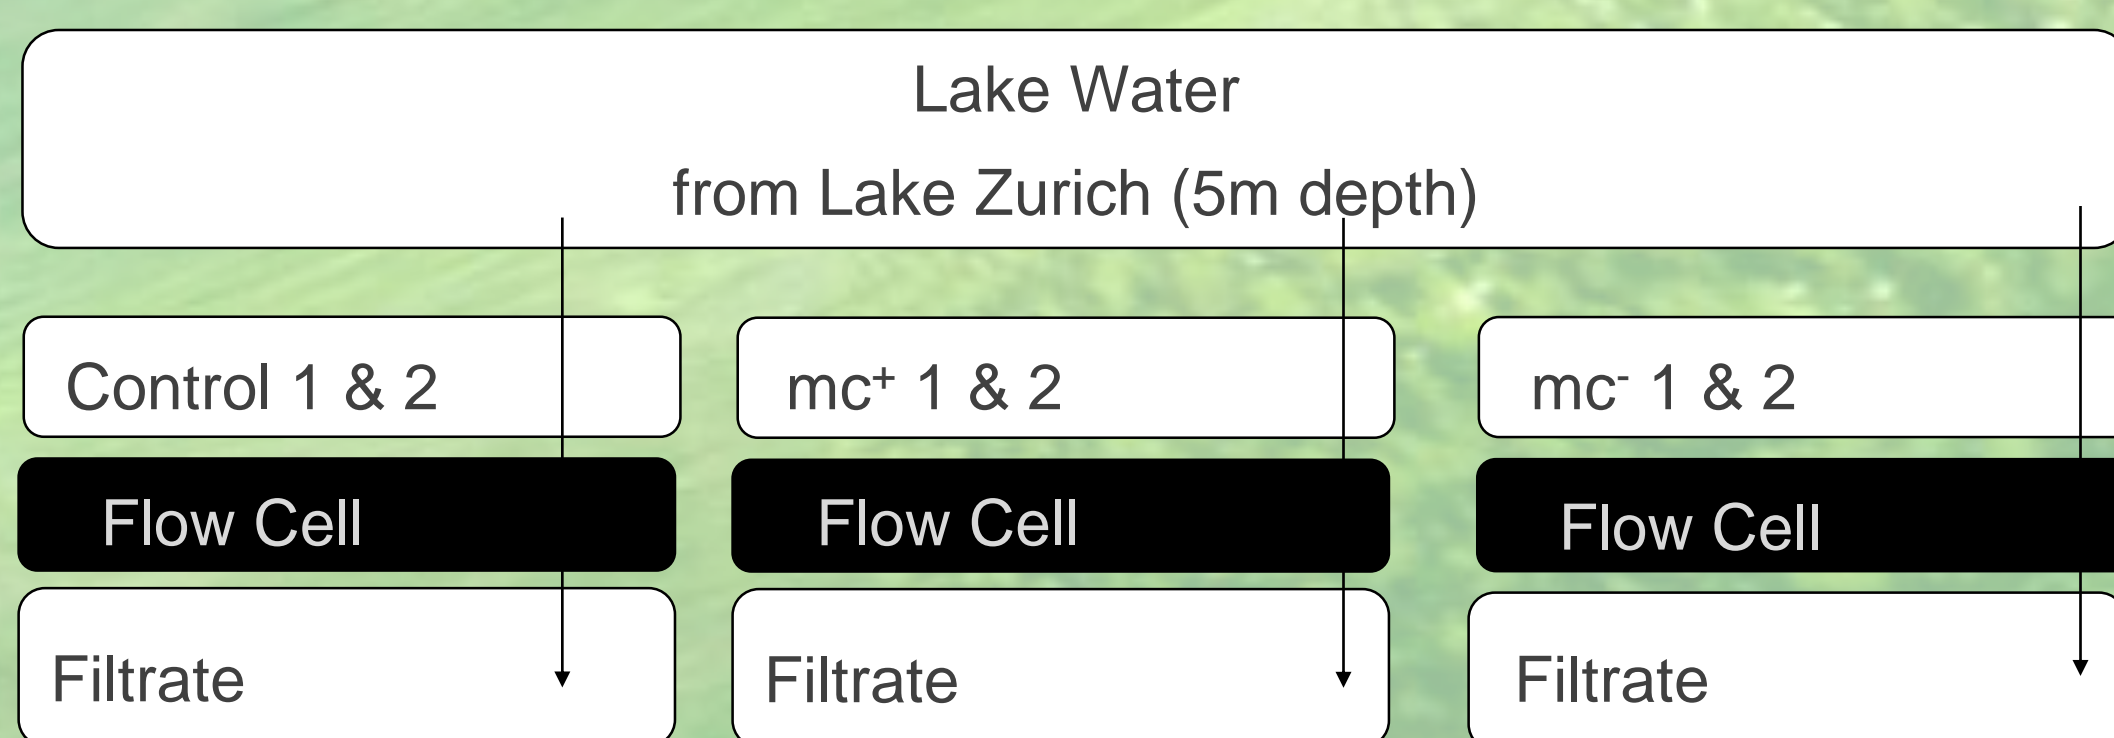 Lake Water
from Lake Zurich (5m depth)
Control 1 & 2
mc⁺ 1 & 2
mc⁻ 1 & 2
Flow Cell
Flow Cell
Flow Cell
Filtrate
Filtrate
Filtrate